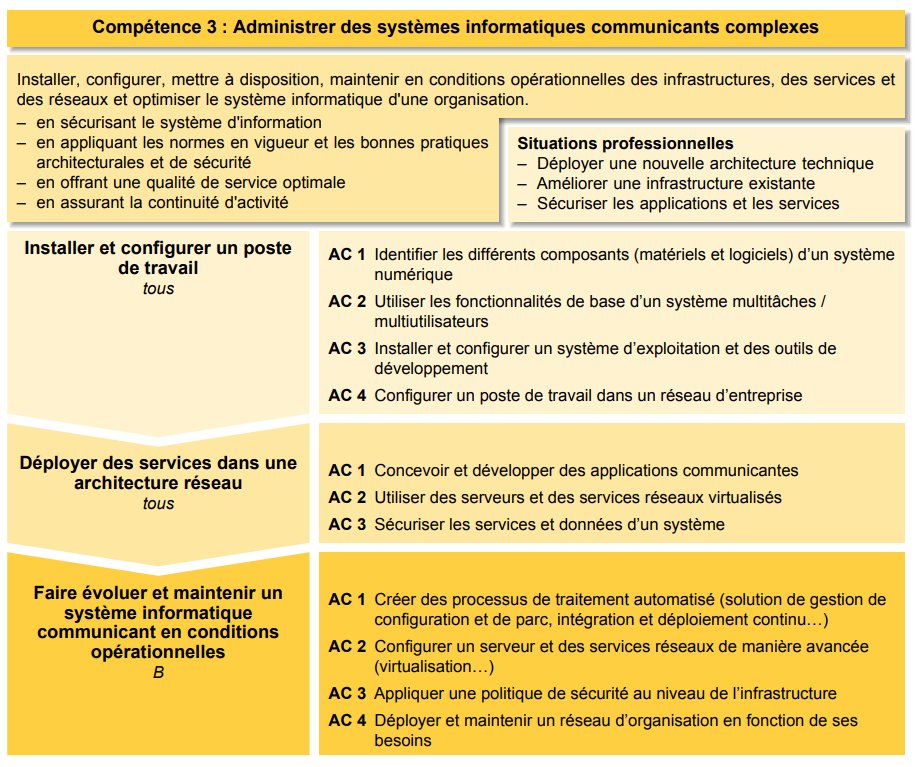 Compétence 3 : Administrer des systèmes informatiques communicants complexes
Installer, configurer, mettre à disposition, maintenir en conditions opérationnelles des infrastructures, des services et
des réseaux et optimiser le système informatique d'une organisation.
– en sécurisant le système d'information
– en appliquant les normes en vigueur et les bonnes pratiques
architecturales et de sécurité
– en offrant une qualité de service optimale
– en assurant la continuité d'activité
Situations professionnelles
– Déployer une nouvelle architecture technique
– Améliorer une infrastructure existante
– Sécuriser les applications et les services
Installer et configurer un poste
de travail
tous
AC 1 Identifier les différents composants (matériels et logiciels) d’un système
numérique
AC 2 Utiliser les fonctionnalités de base d’un système multitâches /
multiutilisateurs
AC 3 Installer et configurer un système d’exploitation et des outils de
développement
AC 4 Configurer un poste de travail dans un réseau d’entreprise
Déployer des services dans une
architecture réseau
tous
AC 1 Concevoir et développer des applications communicantes
AC 2 Utiliser des serveurs et des services réseaux virtualisés
AC 3 Sécuriser les services et données d’un système
Faire évoluer et maintenir un
système informatique
communicant en conditions
opérationnelles
B
AC 1 Créer des processus de traitement automatisé (solution de gestion de
configuration et de parc, intégration et déploiement continu…)
AC 2 Configurer un serveur et des services réseaux de manière avancée
(virtualisation…)
AC 3 Appliquer une politique de sécurité au niveau de l’infrastructure
AC 4 Déployer et maintenir un réseau d’organisation en fonction de ses
besoins